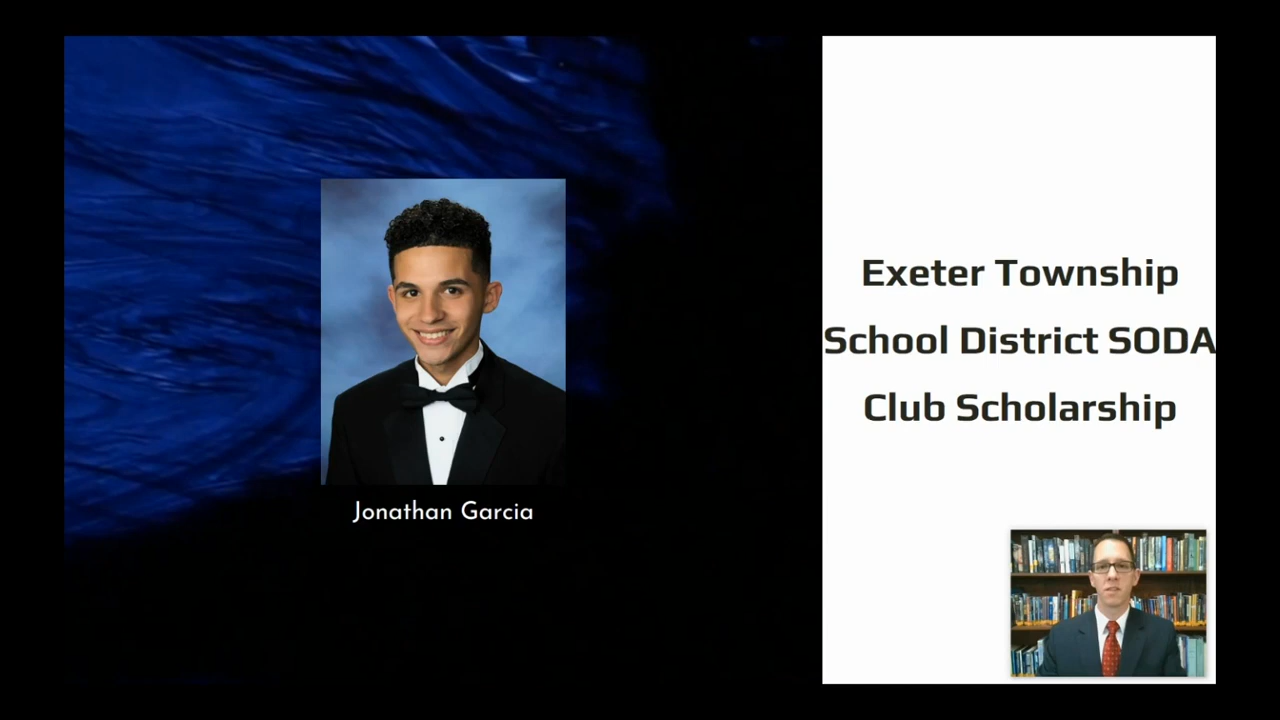 Exeter Township
School District SODA
Club Scholarship
Jonathan Garcia